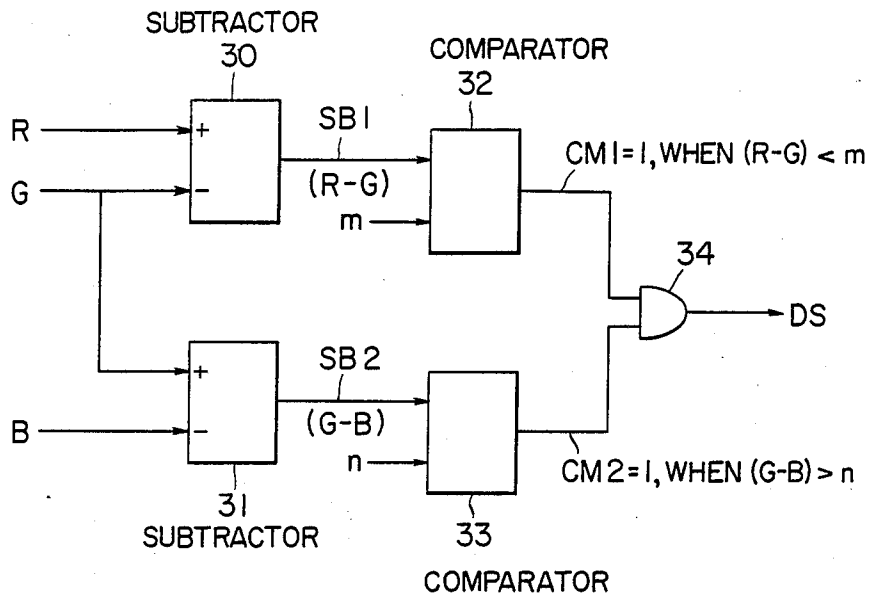 SUBTRACTOR
30
COMPARATOR
32
R
+
SB1
CM1=1, WHEN (R-G) < m
G
-
(R-G)
m
34
DS
SB2
+
(G-B)
B
-
n
CM2=1, WHEN (G-B) > n
31
SUBTRACTOR
33
COMPARATOR